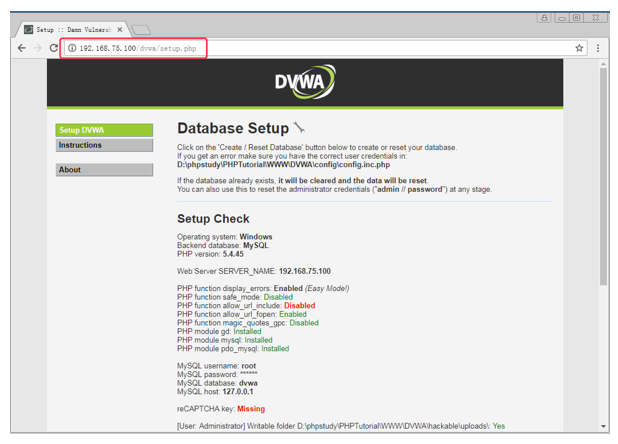 Setup :: Damn Vulnerab
192.168.75.100/dvwa/setup.php
DVWA
Setup DVWA
Instructions
About
Database Setup
Click on the 'Create / Reset Database' button below to create or reset your database.
If you get an error make sure you have the correct user credentials in:
D:\phpstudy\PHPTutorial\WWW\DVWA\config\config.inc.php
If the database already exists, it will be cleared and the data will be reset.
You can also use this to reset the administrator credentials ("admin // password") at any stage.
Setup Check
Operating system: Windows
Backend database: MySQL
PHP version: 5.4.45
Web Server SERVER_NAME: 192.168.75.100
PHP function display_errors: Enabled (Easy Mode!)
PHP function safe_mode: Disabled
PHP function allow_url_include: Disabled
PHP function allow_url_fopen: Enabled
PHP function magic_quotes_gpc: Disabled
PHP module gd: Installed
PHP module mysql: Installed
PHP module pdo_mysql: Installed
MySQL username: root
MySQL password: ******
MySQL database: dvwa
MySQL host: 127.0.0.1
reCAPTCHA key: Missing
[User: Administrator] Writable folder D:\phpstudy\PHPTutorial\WWW\DVWA\hackable\uploads\: Yes